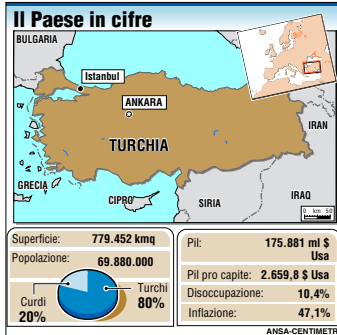 Il Paese in cifre
BULGARIA
Istanbul
ANKARA
TURCHIA
IRAN
GRECIA
CIPRO
SIRIA
IRAQ
0 km 50
Superficie: 779.452 kmq
Popolazione: 69.880.000
Curdi
20%
Turchi
80%
Pil: 175.881 ml $
Usa
Pil pro capite: 2.659,8 $ Usa
Disoccupazione: 10,4%
Inflazione: 47,1%
ANSA-CENTIMETR